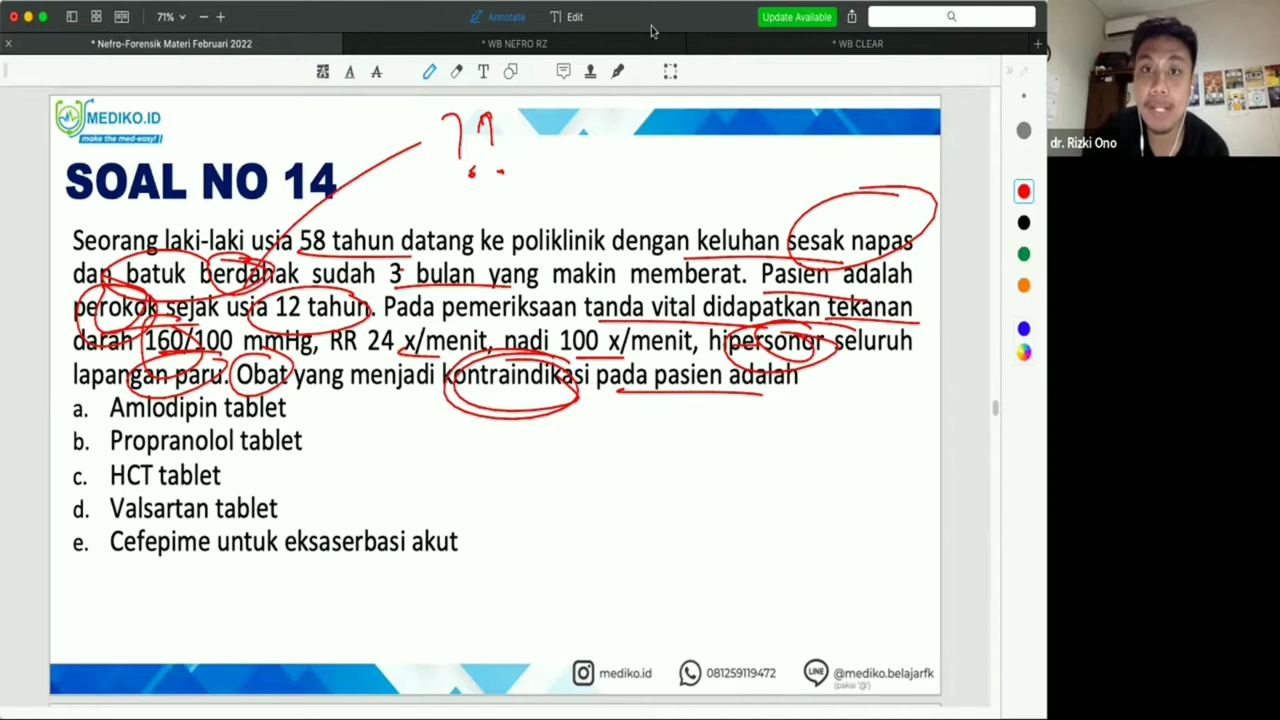 71%
Annotate
Edit
Update Available
* Nefro-Forensik Materi Februari 2022
* WB NEFRO RZ
* WB CLEAR
MEDIKO.ID
make the med-easy! //
SOAL NO 14
??
Seorang laki-laki usia 58 tahun datang ke poliklinik dengan keluhan sesak napas
dan batuk berdahak sudah 3 bulan yang makin memberat. Pasien adalah
perokok sejak usia 12 tahun. Pada pemeriksaan tanda vital didapatkan tekanan
darah 160/100 mmHg, RR 24 x/menit, nadi 100 x/menit, hipersonor seluruh
lapangan paru. Obat yang menjadi kontraindikasi pada pasien adalah
a. Amlodipin tablet
b. Propranolol tablet
c. HCT tablet
d. Valsartan tablet
e. Cefepime untuk eksaserbasi akut
mediko.id
081259119472
LINE
@mediko.belajarfk
(pakai '@')
dr. Rizki Ono